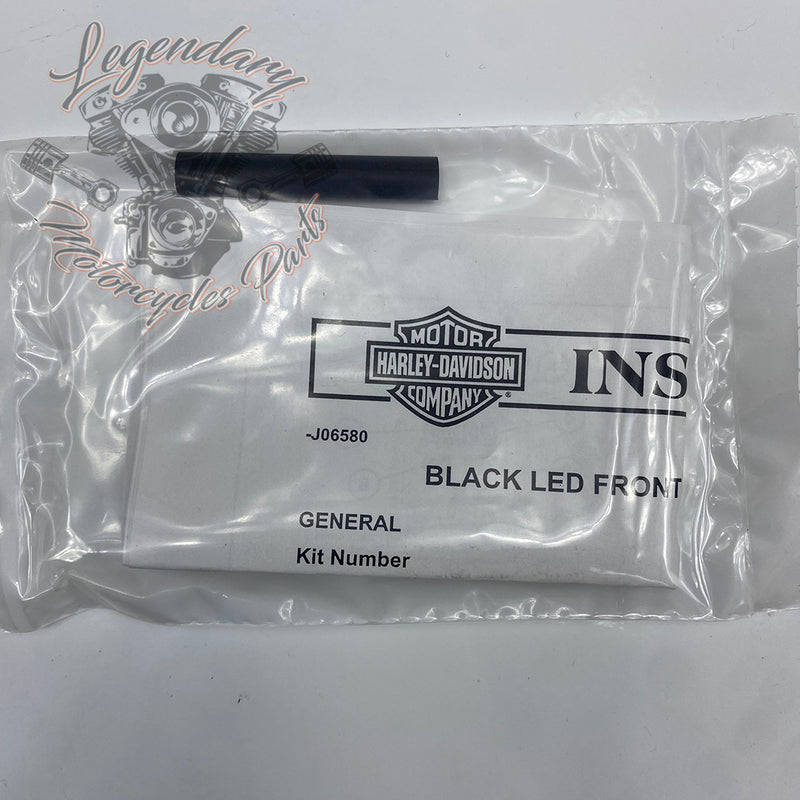 Legendary
Motorcycles Parts
MOTOR
HARLEY-DAVIDSON
COMPANY
®
INS
-J06580
BLACK LED FRONT
GENERAL
Kit Number